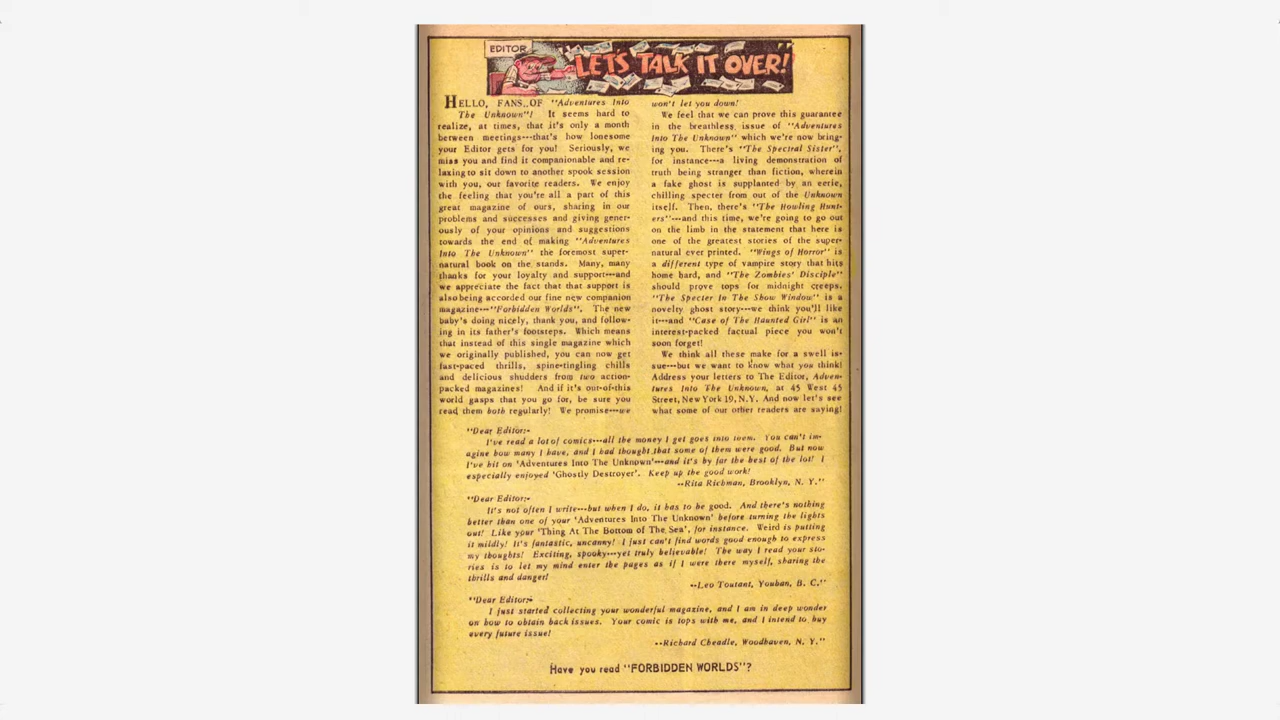 EDITOR
LET'S TALK IT OVER!
HELLO, FANS OF "Adventures Into
The Unknown"! It seems hard to
realize, at times, that it's only a month
between meetings---that's how lonesome
your Editor gets for you! Seriously, we
miss you and find it companionable and re-
laxing to sit down to another spook session
with you, our favorite readers. We enjoy
the feeling that you're all a part of this
great magazine of ours, sharing in our
problems and successes and giving gener-
ously of your opinions and suggestions
towards the end of making "Adventures
Into The Unknown" the foremost super-
natural book on the stands. Many, many
thanks for your loyalty and support---and
we appreciate the fact that that support is
also being accorded our fine new companion
magazine---"Forbidden Worlds". The new
baby's doing nicely, thank you, and follow-
ing in its father's footsteps. Which means
that instead of this single magazine which
we originally published, you can now get
fast-paced thrills, spine-tingling chills
and delicious shudders from two action-
packed magazines! And if it's out-of-this
world gasps that you go for, be sure you
read them both regularly! We promise---we
won't let you down!
We feel that we can prove this guarantee
in the breathless issue of "Adventures
Into The Unknown" which we're now bring-
ing you. There's "The Spectral Sister",
for instance---a living demonstration of
truth being stranger than fiction, wherein
a fake ghost is supplanted by an eerie,
chilling specter from out of the Unknown
itself. Then, there's "The Howling Hunt-
ers"---and this time, we're going to go out
on the limb in the statement that here is
one of the greatest stories of the super-
natural ever printed. "Wings of Horror" is
a different type of vampire story that hits
home hard, and "The Zombies' Disciple"
should prove tops for midnight creeps.
"The Specter In The Show Window" is a
novelty ghost story---we think you'll like
it---and "Case of The Haunted Girl" is an
interest-packed factual piece you won't
soon forget!
We think all these make for a swell is-
sue---but we want to know what you think!
Address your letters to The Editor, Adven-
tures Into The Unknown, at 45 West 45
Street, New York 19, N.Y. And now let's see
what some of our other readers are saying!
"Dear Editor:-
I've read a lot of comics---all the money I get goes into them. You can't im-
agine how many I have, and I had thought that some of them were good. But now
I've hit on 'Adventures Into The Unknown'---and it's by far the best of the lot! I
especially enjoyed 'Ghostly Destroyer'. Keep up the good work!
--Rita Richman, Brooklyn, N. Y."
"Dear Editor:-
It's not often I write---but when I do, it has to be good. And there's nothing
better than one of your 'Adventures Into The Unknown' before turning the lights
out! Like your 'Thing At The Bottom of The Sea', for instance. Weird is putting
it mildly! It's fantastic, uncanny! I just can't find words good enough to express
my thoughts! Exciting, spooky---yet truly believable! The way I read your sto-
ries is to let my mind enter the pages as if I were there myself, sharing the
thrills and danger!
--Leo Toutant, Youban, B. C."
"Dear Editor:-
I just started collecting your wonderful magazine, and I am in deep wonder
on how to obtain back issues. Your comic is tops with me, and I intend to buy
every future issue!
--Richard Cheadle, Woodhaven, N. Y."
Have you read "FORBIDDEN WORLDS"?